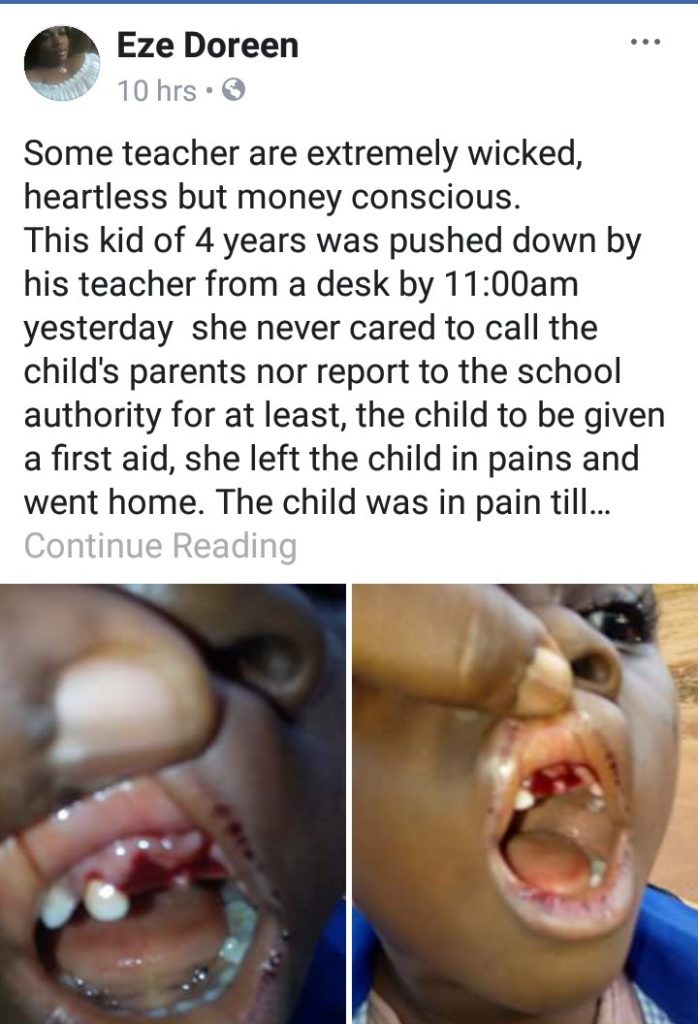 Eze Doreen
10 hrs •
Some teacher are extremely wicked,
heartless but money conscious.
This kid of 4 years was pushed down by
his teacher from a desk by 11:00am
yesterday  she never cared to call the
child's parents nor report to the school
authority for at least, the child to be given
a first aid, she left the child in pains and
went home. The child was in pain till...
Continue Reading